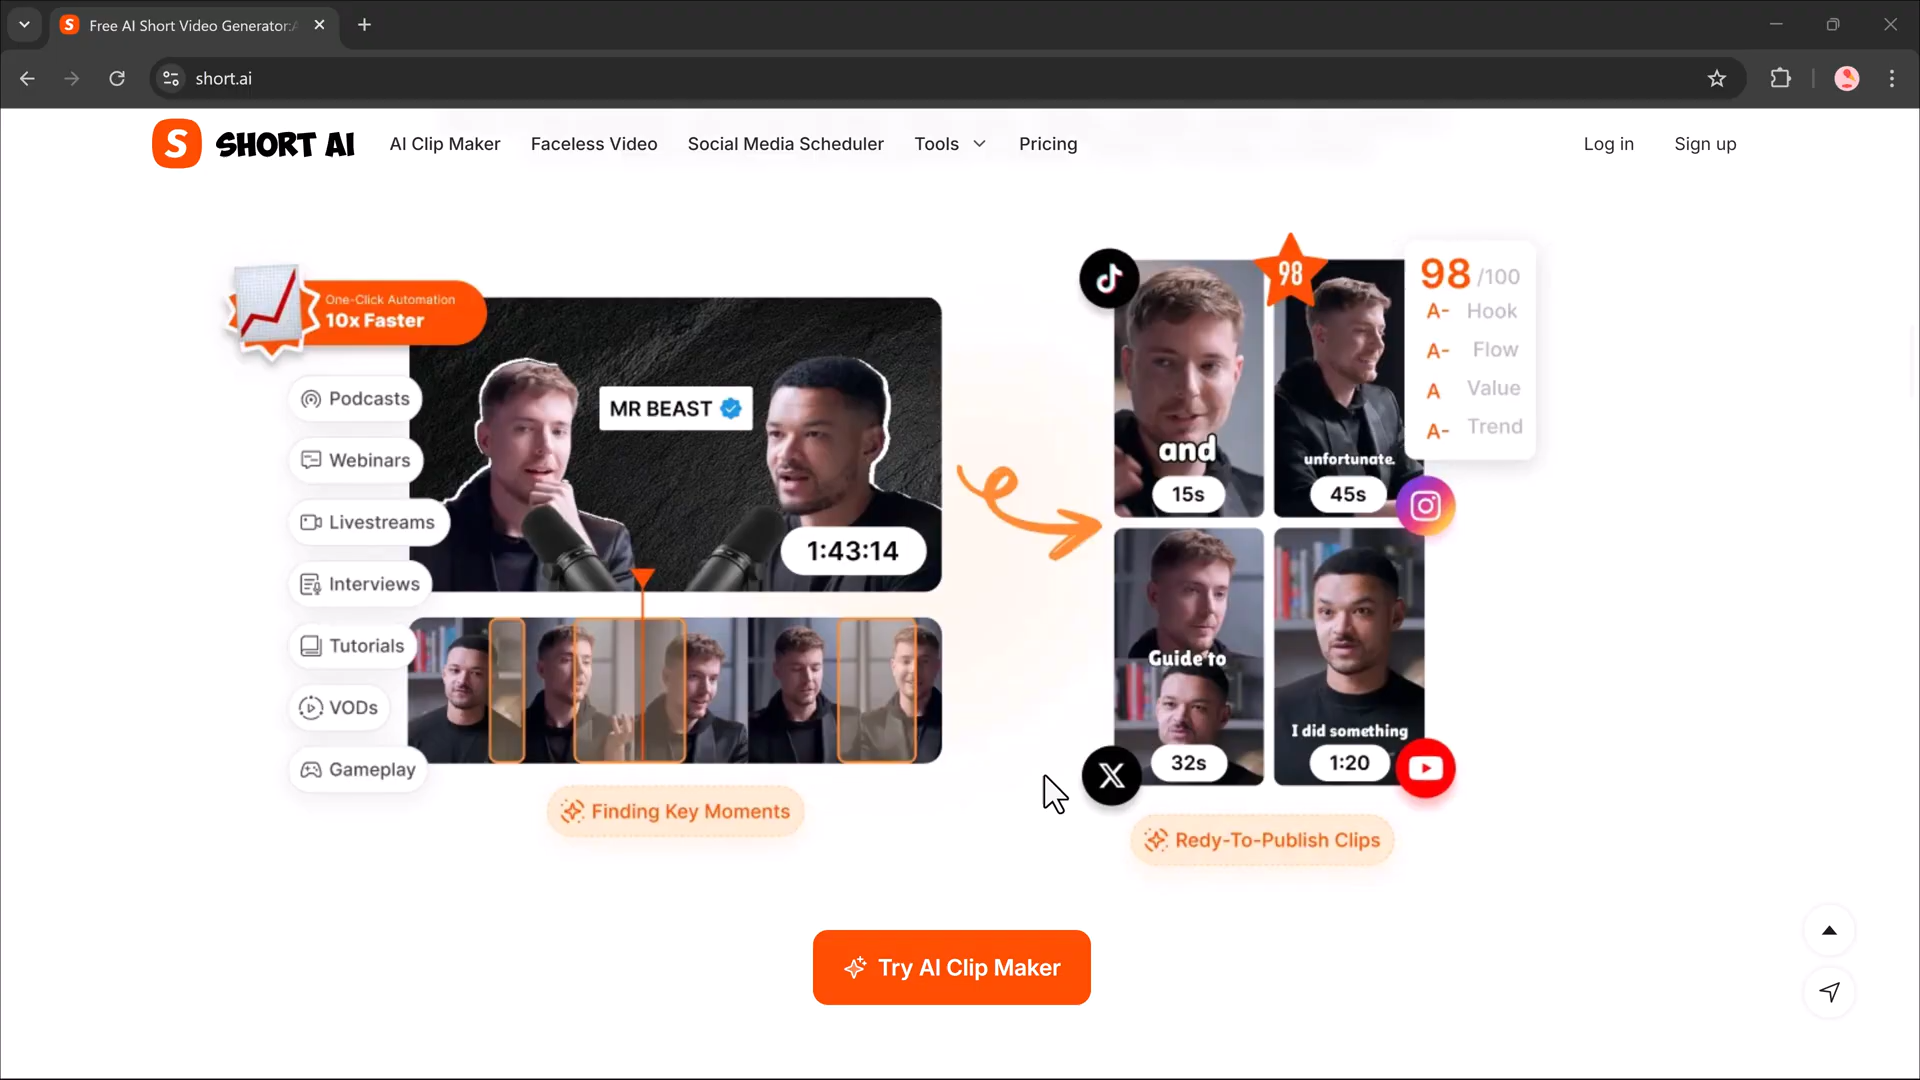 Free AI Short Video Generator:
short.ai
SHORT AI
AI Clip Maker
Faceless Video
Social Media Scheduler
Tools
Pricing
Log in
Sign up
One-Click Automation
10x Faster
Podcasts
Webinars
Livestreams
Interviews
Tutorials
VODs
Gameplay
MR BEAST
1:43:14
Finding Key Moments
98
98 /100
A- Hook
A- Flow
A Value
A- Trend
and
15s
unfortunate.
45s
Guide to
32s
I did something
1:20
Redy-To-Publish Clips
Try AI Clip Maker